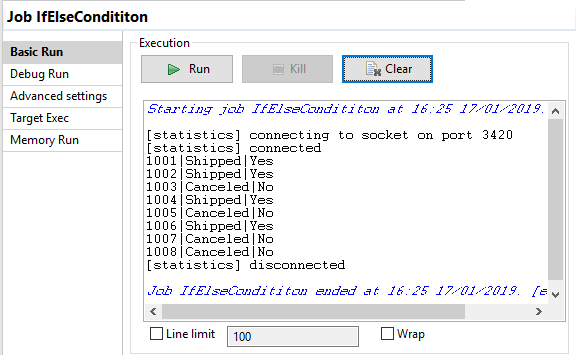 Job IfElseCondititon
Basic Run
Debug Run
Advanced settings
Target Exec
Memory Run
Execution
Run Kill Clear
Starting job IfElseCondititon at 16:25 17/01/2019.
[statistics] connecting to socket on port 3420
[statistics] connected
1001|Shipped|Yes
1002|Shipped|Yes
1003|Canceled|No
1004|Shipped|Yes
1005|Canceled|No
1006|Shipped|Yes
1007|Canceled|No
1008|Canceled|No
[statistics] disconnected
Job IfElseCondititon ended at 16:25 17/01/2019. [e
Line limit 100 Wrap